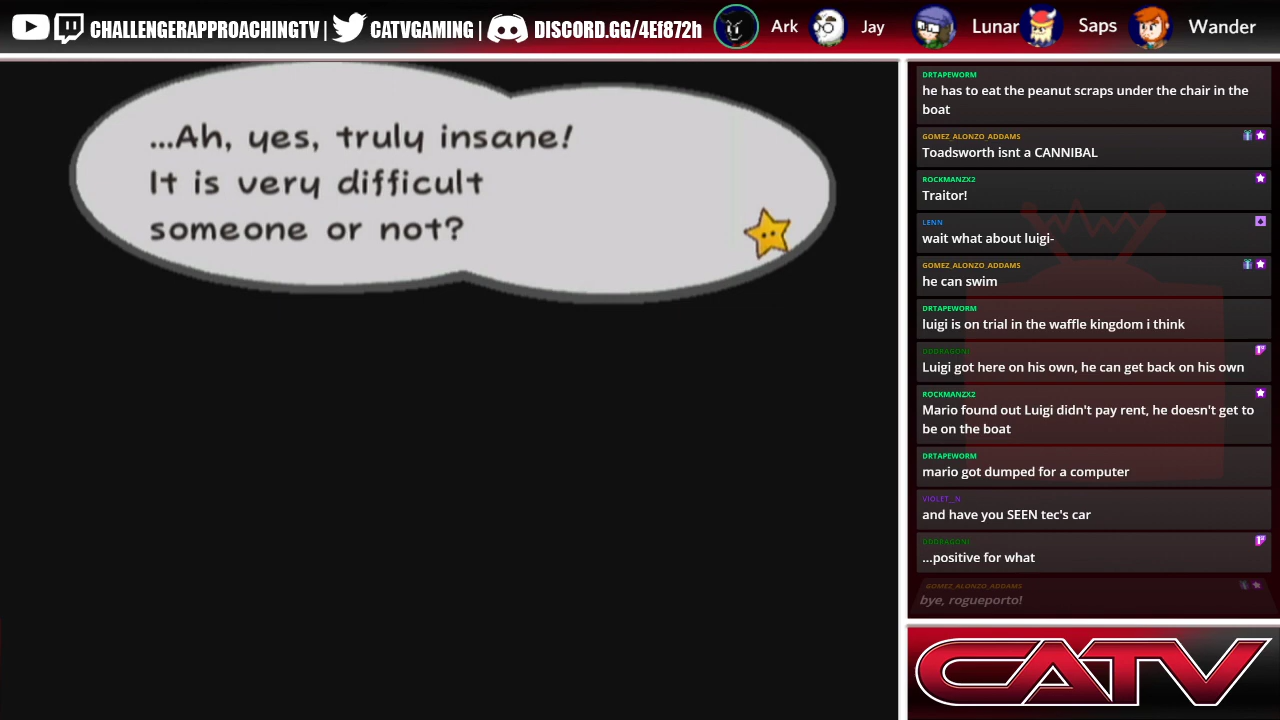 CHALLENGERAPPROACHINGTV | CATVGAMING | DISCORD.GG/4EF872h Ark Jay Lunar Saps Wander
...Ah, yes, truly insane!
It is very difficult
someone or not?
DRTAPEWORM
he has to eat the peanut scraps under the chair in the
boat
GOMEZ_ALONZO_ADDAMS
Toadsworth isnt a CANNIBAL
ROCKMANZX2
Traitor!
LENN
wait what about luigi-
GOMEZ_ALONZO_ADDAMS
he can swim
DRTAPEWORM
luigi is on trial in the waffle kingdom i think
DDDRAGONI
Luigi got here on his own, he can get back on his own
ROCKMANZX2
Mario found out Luigi didn't pay rent, he doesn't get to
be on the boat
DRTAPEWORM
mario got dumped for a computer
VIOLET__N
and have you SEEN tec's car
DDDRAGONI
...positive for what
GOMEZ_ALONZO_ADDAMS
bye, rogueporto!
CATV